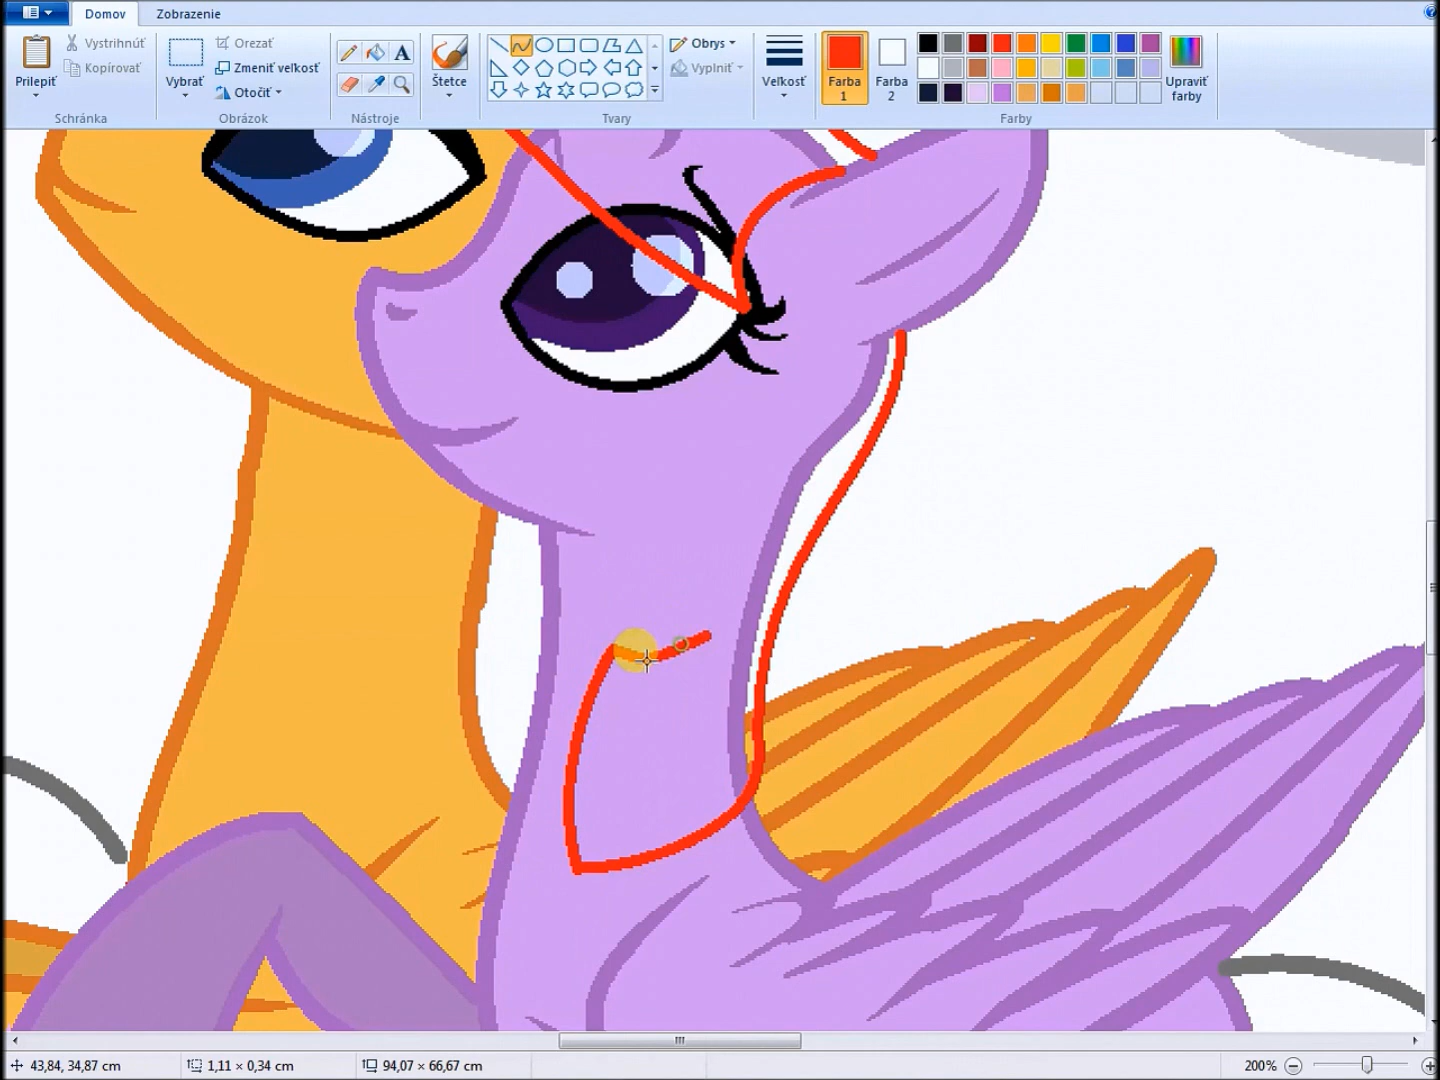 Domov
Zobrazenie
Prilepiť
Vystrihnúť
Kopírovať
Schránka
Vybrať
Orezať
Zmeniť veľkosť
Otočiť
Obrázok
A
Nástroje
Štetce
Tvary
Obrys
Vyplniť
Veľkosť
Farba 1
Farba 2
Upraviť farby
Farby
43,84, 34,87 cm
1,11 × 0,34 cm
94,07 × 66,67 cm
200%